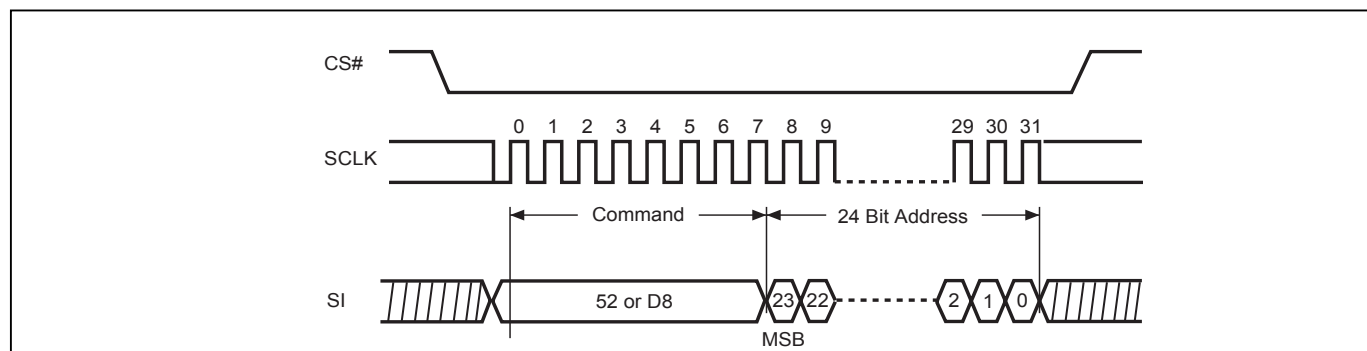 CS#
0 1 2 3 4 5 6 7 8 9 29 30 31
SCLK
Command 24 Bit Address
SI 52 or D8 23 22 2 1 0
MSB